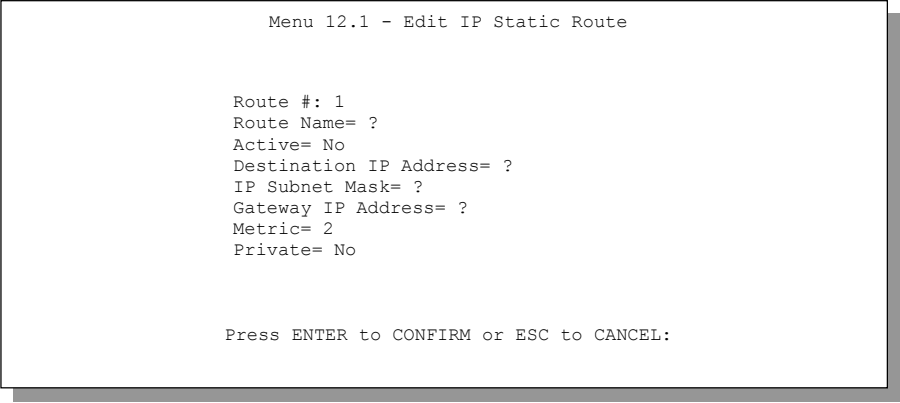 Menu 12.1 - Edit IP Static Route
Route #: 1
Route Name= ?
Active= No
Destination IP Address= ?
IP Subnet Mask= ?
Gateway IP Address= ?
Metric= 2
Private= No
Press ENTER to CONFIRM or ESC to CANCEL: